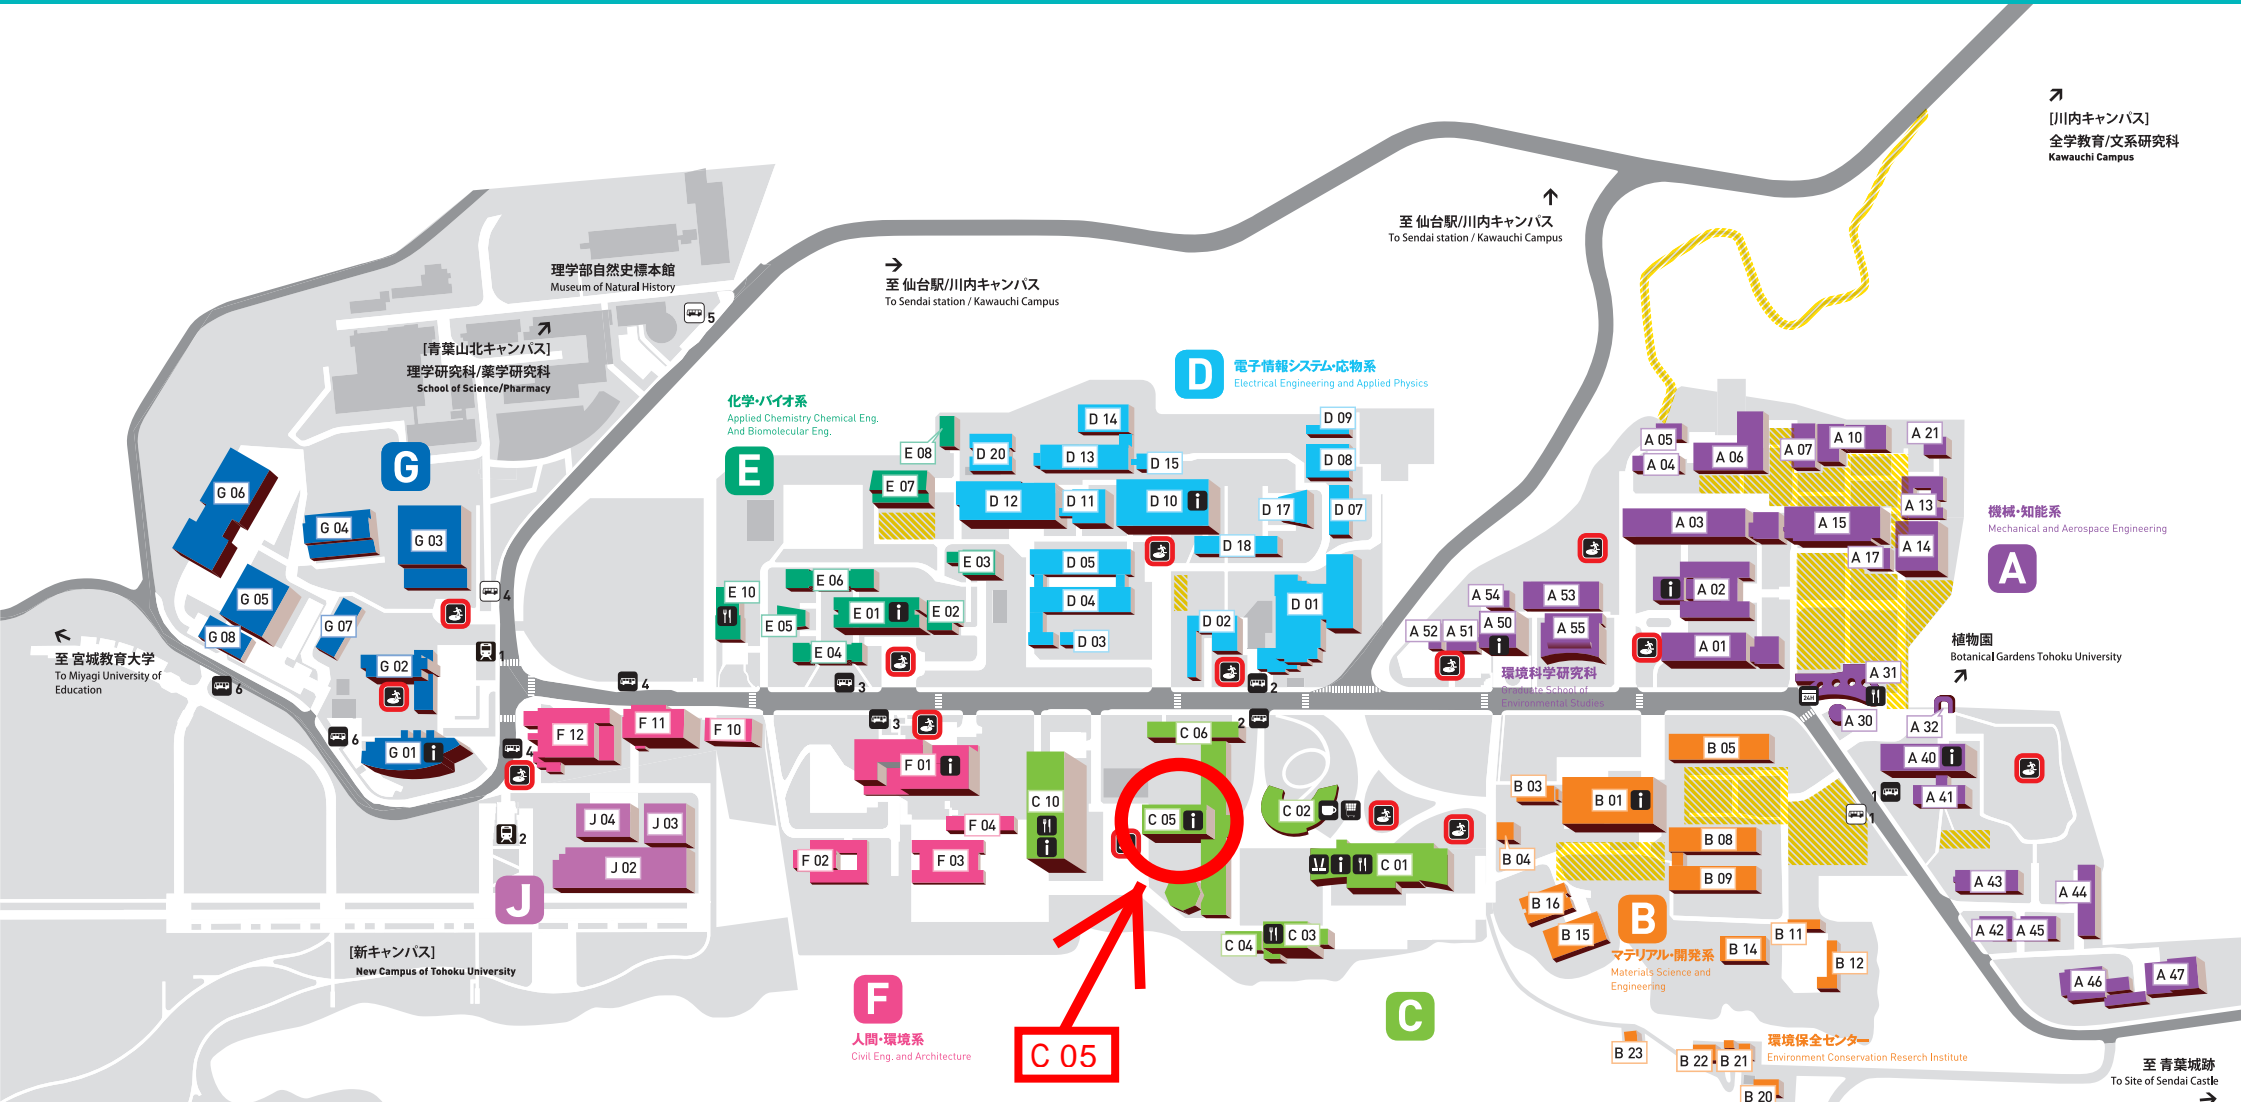 [川内キャンパス]
全学教育/文系研究科
Kawauchi Campus
至 仙台駅/川内キャンパス
To Sendai station / Kawauchi Campus
至 仙台駅/川内キャンパス
To Sendai station / Kawauchi Campus
理学部自然史標本館
Museum of Natural History
5
[青葉山北キャンパス]
理学研究科/薬学研究科
School of Science/Pharmacy
D
電子情報システム・応物系
Electrical Engineering and Applied Physics
化学・バイオ系
Applied Chemistry Chemical Eng.
And Biomolecular Eng.
E
G
G 06
G 04
G 03
G 05
G 08
G 07
G 02
G 01
4
1
6
6
4
4
至 宮城教育大学
To Miyagi University of
Education
E 08
E 07
E 03
E 06
E 10
E 01
E 02
E 05
E 04
3
D 14
D 09
D 20
D 13
D 15
D 08
D 12
D 11
D 10
D 17
D 07
D 18
D 05
D 04
D 01
D 02
D 03
2
A 05
A 04
A 06
A 07
A 10
A 21
A 13
A 03
A 15
A 14
A 17
A 02
A 54
A 53
A 52
A 51
A 50
A 55
A 01
機械・知能系
Mechanical and Aerospace Engineering
A
環境科学研究科
Graduate School of
Environmental Studies
植物園
Botanical Gardens Tohoku University
A 31
24H
A 30
A 32
A 40
A 41
1
1
A 43
A 44
A 42
A 45
A 46
A 47
F 12
F 11
F 10
3
F 01
F 04
F 02
F 03
2
J 04
J 03
J 02
J
2
C 06
C 10
C 05
C 02
C 01
C 04
C 03
B 05
B 03
B 01
B 04
B 08
B 09
B 16
B 15
B
B 14
B 11
B 12
マテリアル・開発系
Materials Science and
Engineering
[新キャンパス]
New Campus of Tohoku University
F
人間・環境系
Civil Eng. and Architecture
C 05
C
B 23
B 22
B 21
B 20
環境保全センター
Environment Conservation Reserch Institute
至 青葉城跡
To Site of Sendai Castle